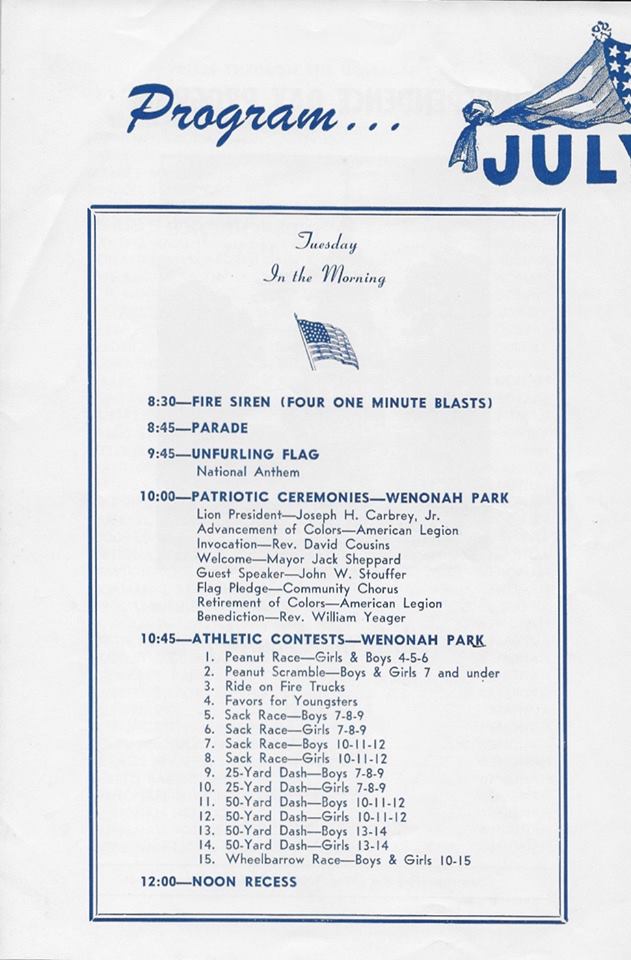 Program...
JULY
Tuesday
In the Morning
8:30—FIRE SIREN (FOUR ONE MINUTE BLASTS)
8:45—PARADE
9:45—UNFURLING FLAG
National Anthem
10:00—PATRIOTIC CEREMONIES—WENONAH PARK
Lion President—Joseph H. Carbrey, Jr.
Advancement of Colors—American Legion
Invocation—Rev. David Cousins
Welcome—Mayor Jack Sheppard
Guest Speaker—John W. Stouffer
Flag Pledge—Community Chorus
Retirement of Colors—American Legion
Benediction—Rev. William Yeager
10:45—ATHLETIC CONTESTS—WENONAH PARK
1. Peanut Race—Girls & Boys 4-5-6
2. Peanut Scramble—Boys & Girls 7 and under
3. Ride on Fire Trucks
4. Favors for Youngsters
5. Sack Race—Boys 7-8-9
6. Sack Race—Girls 7-8-9
7. Sack Race—Boys 10-11-12
8. Sack Race—Girls 10-11-12
9. 25-Yard Dash—Boys 7-8-9
10. 25-Yard Dash—Girls 7-8-9
11. 50-Yard Dash—Boys 10-11-12
12. 50-Yard Dash—Girls 10-11-12
13. 50-Yard Dash—Boys 13-14
14. 50-Yard Dash—Girls 13-14
15. Wheelbarrow Race—Boys & Girls 10-15
12:00—NOON RECESS